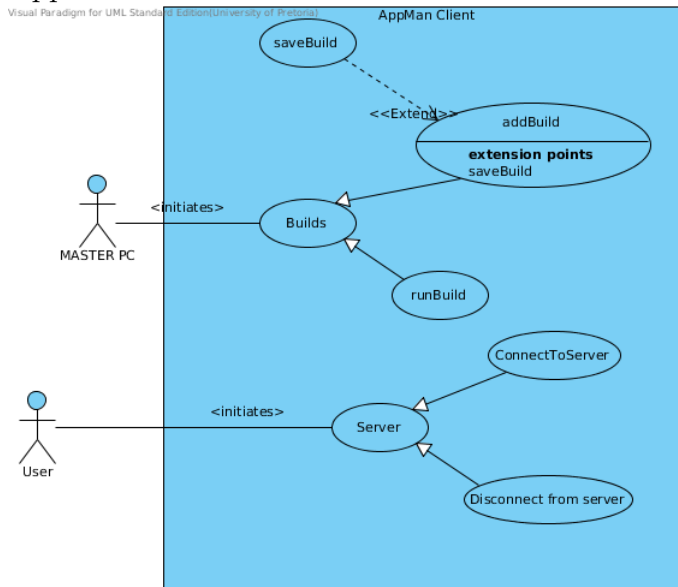 Visual Paradigm for UML Standard Edition(University of Pretoria)
AppMan Client
saveBuild
<<Extend>>
addBuild
extension points
saveBuild
<initiates>
Builds
MASTER PC
runBuild
ConnectToServer
<initiates>
Server
User
Disconnect from server